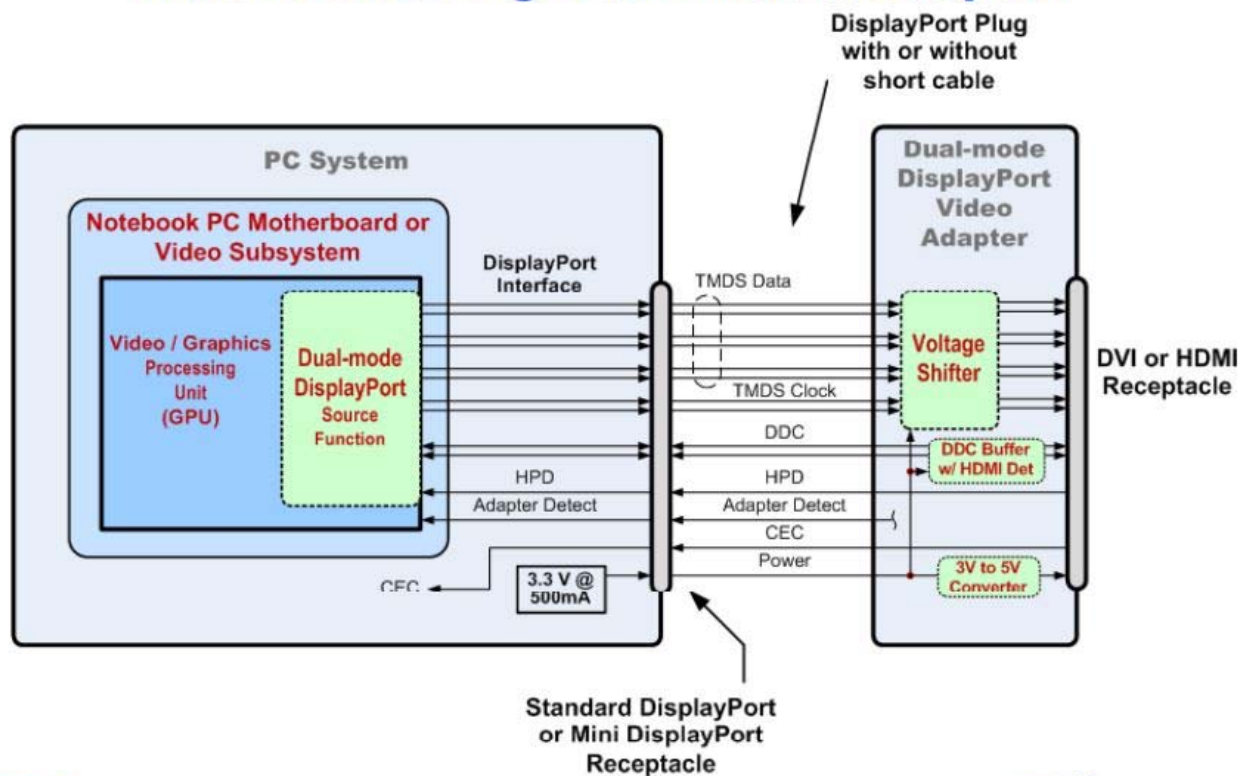 DisplayPort Plug
with or without
short cable
PC System
Notebook PC Motherboard or
Video Subsystem
Video / Graphics
Processing
Unit
(GPU)
Dual-mode
DisplayPort
Source
Function
DisplayPort
Interface
HPD
Adapter Detect
CEC
3.3 V @
500mA
TMDS Data
TMDS Clock
DDC
HPD
Adapter Detect
CEC
Power
Dual-mode
DisplayPort
Video
Adapter
Voltage
Shifter
DDC Buffer
w/ HDMI Det
3V to 5V
Converter
DVI or HDMI
Receptacle
Standard DisplayPort
or Mini DisplayPort
Receptacle